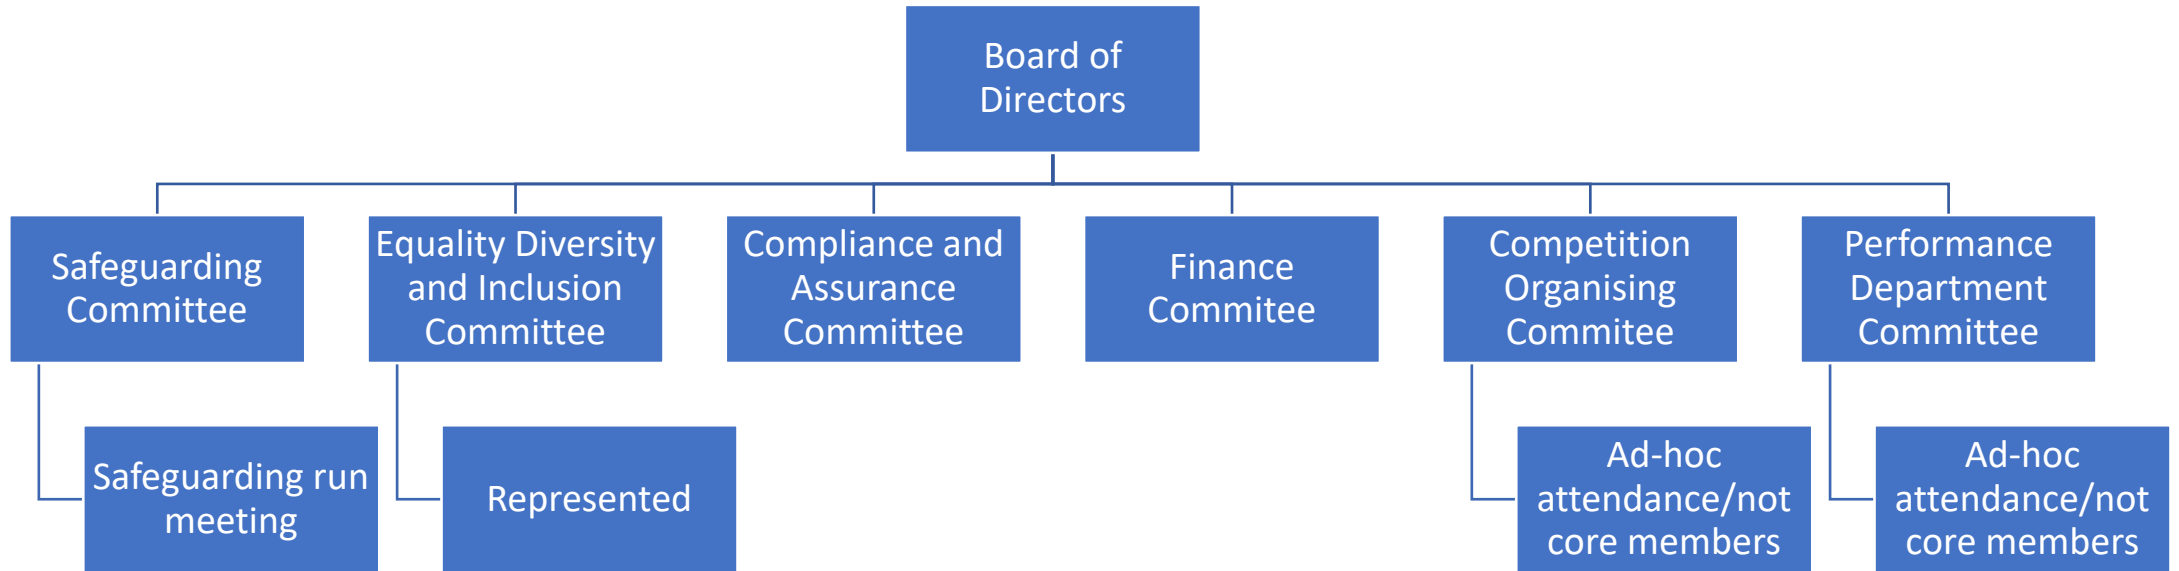 Board of
Directors
Safeguarding
Committee
Equality Diversity
and Inclusion
Committee
Compliance and
Assurance
Committee
Finance
Commitee
Competition
Organising
Commitee
Performance
Department
Committee
Safeguarding run
meeting
Represented
Ad-hoc
attendance/not
core members
Ad-hoc
attendance/not
core members